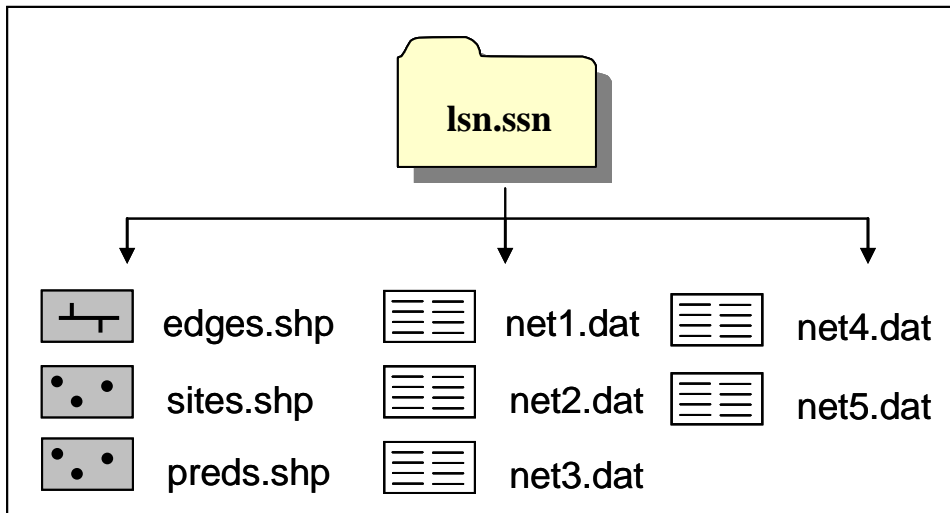 lsn.ssn
edges.shp
sites.shp
preds.shp
net1.dat
net2.dat
net3.dat
net4.dat
net5.dat